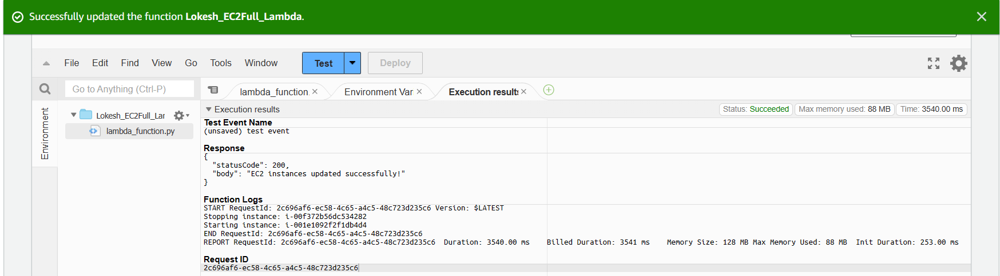 Successfully updated the function Lokesh_EC2Full_Lambda.
File Edit Find View Go Tools Window Test Deploy
Go to Anything (Ctrl-P)
lambda_function. Environment Var Execution results
Environment
Lokesh_EC2Full_Lar
lambda_function.py
Execution results Status: Succeeded Max memory used: 88 MB Time: 3540.00 ms
Test Event Name
(unsaved) test event
Response
{
"statusCode": 200,
"body": "EC2 instances updated successfully!"
}
Function Logs
START RequestId: 2c696af6-ec58-4c65-a4c5-48c723d235c6 Version: $LATEST
Stopping instance: i-00f372b56dc534282
Starting instance: i-001e1092f2f1db4d4
END RequestId: 2c696af6-ec58-4c65-a4c5-48c723d235c6
REPORT RequestId: 2c696af6-ec58-4c65-a4c5-48c723d235c6 Duration: 3540.00 ms Billed Duration: 3541 ms Memory Size: 128 MB Max Memory Used: 88 MB Init Duration: 253.00 ms
Request ID
2c696af6-ec58-4c65-a4c5-48c723d235c6